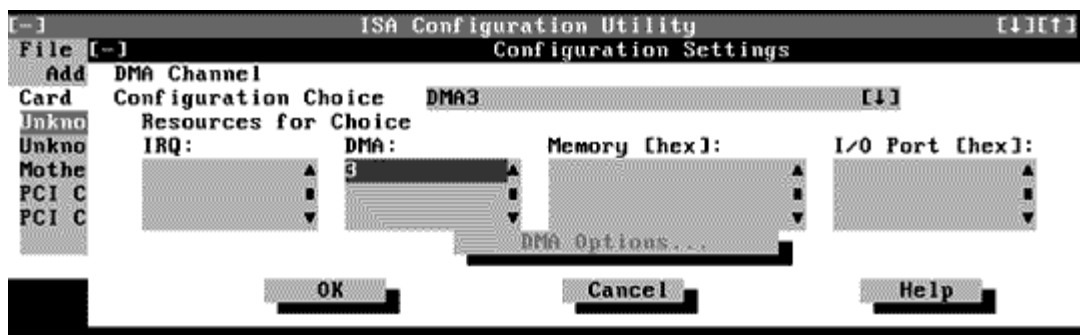 [-] ISA Configuration Utility [↓][↑]
File [-] Configuration Settings
Add DMA Channel
Card Configuration Choice DMA3 [↓]
Unkno Resources for Choice
Unkno IRQ: DMA: Memory [hex]: I/O Port [hex]:
Mothe 3
PCI C
PCI C
DMA Options...
OK Cancel Help